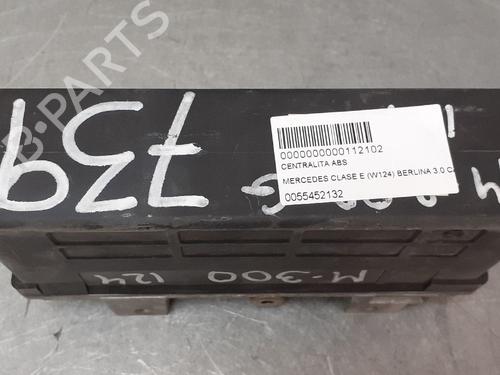 B-PARTS
739
0000000000112102
CENTRALITA ABS
MERCEDES CLASE E (W124) BERLINA 3.0 C
0055452132
M-300 124